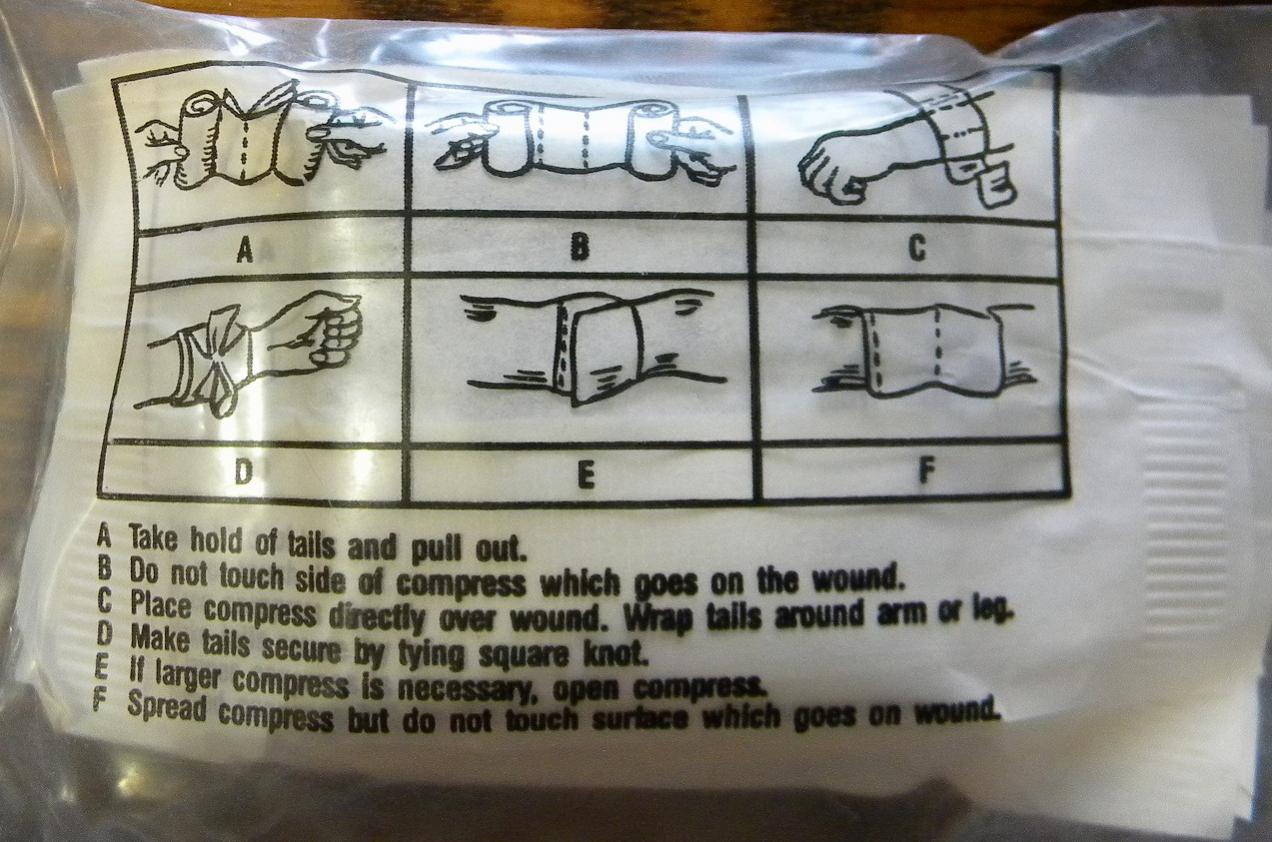 A
B
C
D
E
F
A Take hold of tails and pull out.
B Do not touch side of compress which goes on the wound.
C Place compress directly over wound. Wrap tails around arm or leg.
D Make tails secure by tying square knot.
E If larger compress is necessary, open compress.
F Spread compress but do not touch surface which goes on wound.